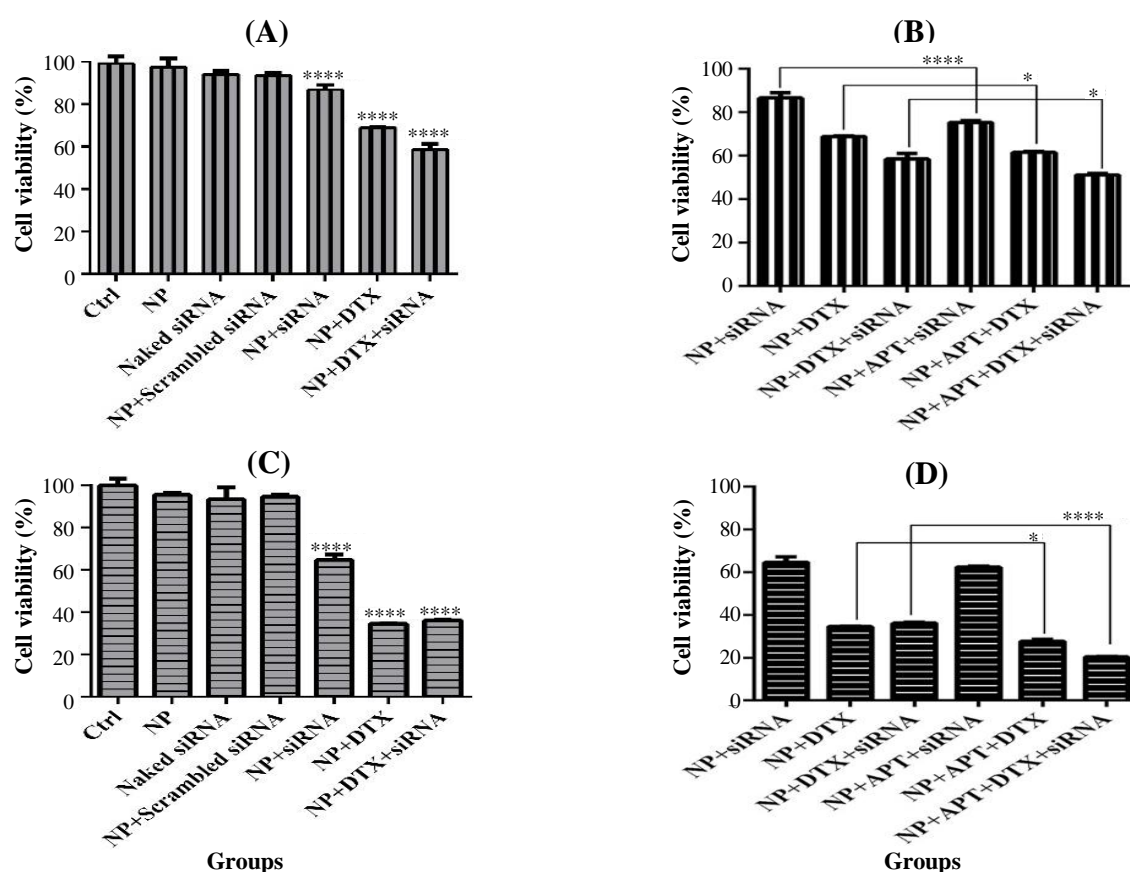 (A)
Cell viability (%)
100
80
60
40
20
0
****
****
****
Ctrl
NP
Naked siRNA
NP+Scrambled siRNA
NP+siRNA
NP+DTX
NP+DTX+siRNA
(B)
Cell viability (%)
100
80
60
40
20
0
****
*
*
NP+siRNA
NP+DTX
NP+DTX+siRNA
NP+APT+siRNA
NP+APT+DTX
NP+APT+DTX+siRNA
(C)
Cell viability (%)
100
80
60
40
20
0
****
****
****
Ctrl
NP
Naked siRNA
NP+Scrambled siRNA
NP+siRNA
NP+DTX
NP+DTX+siRNA
Groups
(D)
Cell viability (%)
100
80
60
40
20
0
****
*
NP+siRNA
NP+DTX
NP+DTX+siRNA
NP+APT+siRNA
NP+APT+DTX
NP+APT+DTX+siRNA
Groups